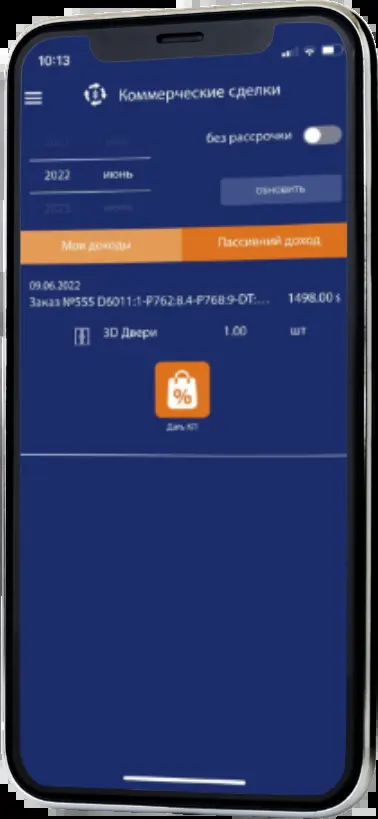 10:13
Коммерческие сделки
без рассрочки
2022 июнь
ОБНОВИТЬ
Мои доходы Пассивний доход
09.06.2022
Заказ №555 D6011:1-P762:8.4-P768:9-DT:... 1498.00 $
3D Двери 1.00 шт
%
Дать КП